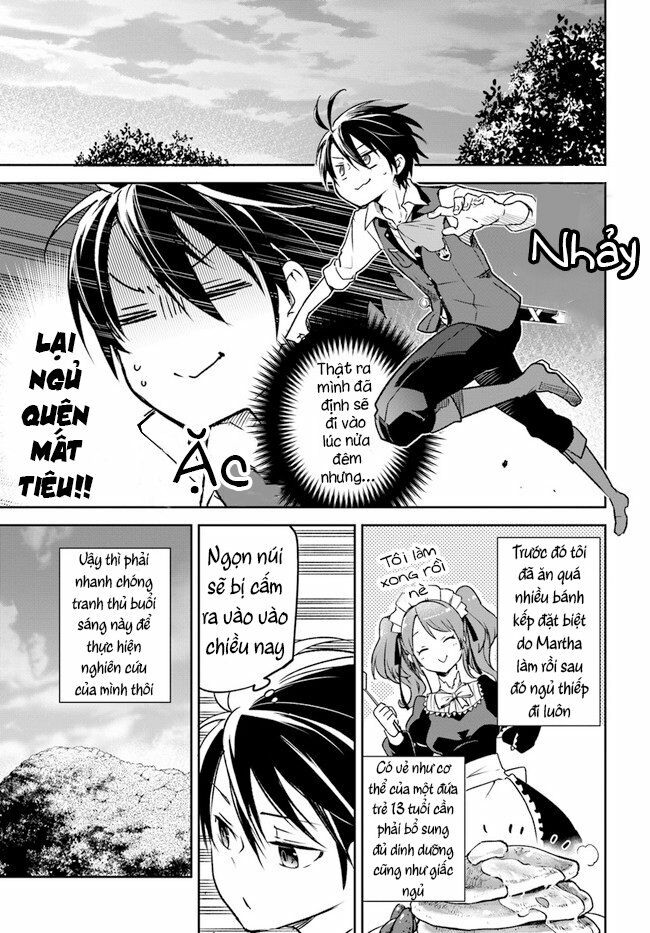 Nhảy
Thật ra
mình đã
định sẽ
đi vào
lúc nửa
đêm
nhưng...
LẠI
NGỦ
QUÊN
MẤT
TIÊU!!
ẶC
Trước đó tôi
đã ăn quá
nhiều bánh
kếp đặt biệt
do Martha
làm rồi sau
đó ngủ thiếp
đi luôn
Tôi làm
xong rồi
nè
Có vẻ như cơ
thể của một đứa
trẻ 13 tuổi cần
phải bổ sung
đủ dinh dưỡng
cũng như giấc
ngủ
Ngọn núi
sẽ bị cấm
ra vào vào
chiều nay
Vậy thì phải
nhanh chóng
tranh thủ buổi
sáng này để
thực hiện
nghiên cứu
của mình thôi